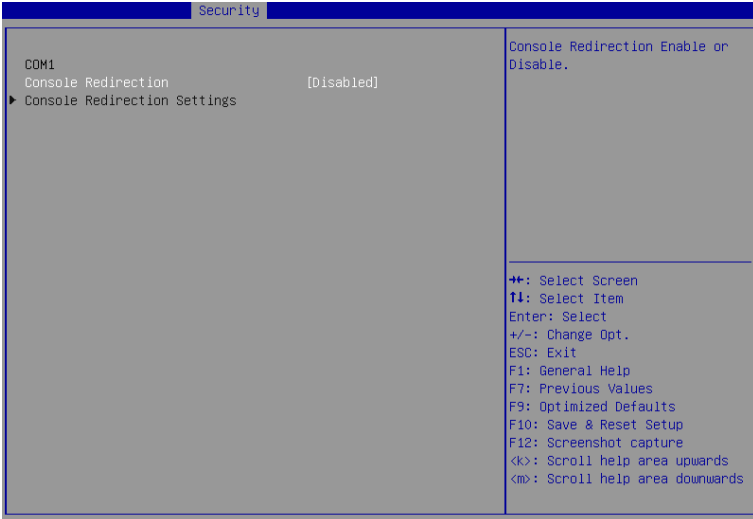 Security
COM1
Console Redirection [Disabled]
Console Redirection Settings
Console Redirection Enable or
Disable.
→←: Select Screen
↑↓: Select Item
Enter: Select
+/-: Change Opt.
ESC: Exit
F1: General Help
F7: Previous Values
F9: Optimized Defaults
F10: Save & Reset Setup
F12: Screenshot capture
<k>: Scroll help area upwards
<m>: Scroll help area downwards